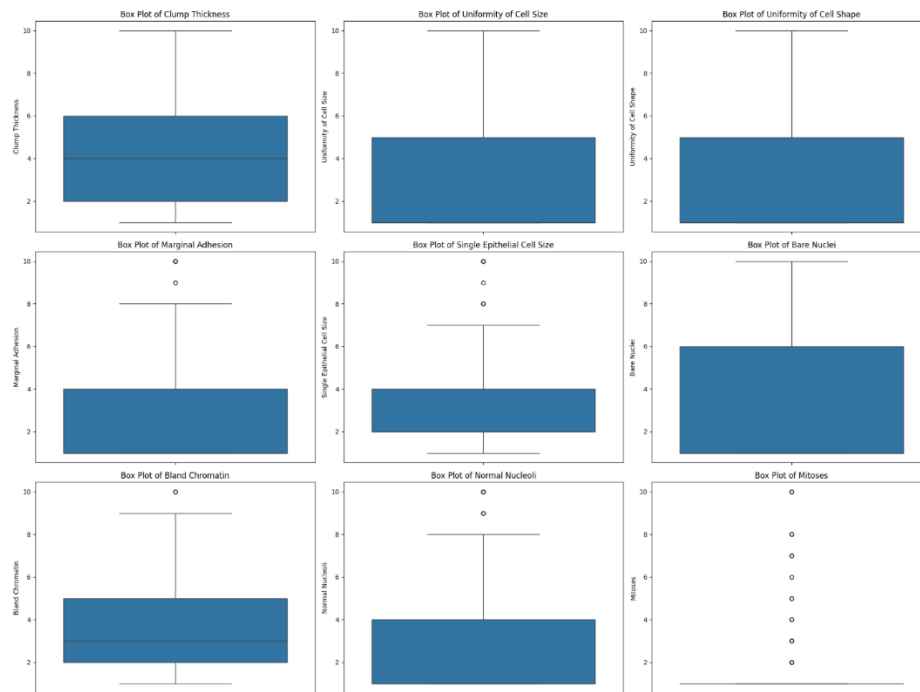 Box Plot of Clump Thickness
Clump Thickness
10
8
6
4
2
Box Plot of Uniformity of Cell Size
Uniformity of Cell Size
10
8
6
4
2
Box Plot of Uniformity of Cell Shape
Uniformity of Cell Shape
10
8
6
4
2
Box Plot of Marginal Adhesion
Marginal Adhesion
10
8
6
4
2
Box Plot of Single Epithelial Cell Size
Single Epithelial Cell Size
10
8
6
4
2
Box Plot of Bare Nuclei
Bare Nuclei
10
8
6
4
2
Box Plot of Bland Chromatin
Bland Chromatin
10
8
6
4
2
Box Plot of Normal Nucleoli
Normal Nucleoli
10
8
6
4
2
Box Plot of Mitoses
Mitoses
10
8
6
4
2